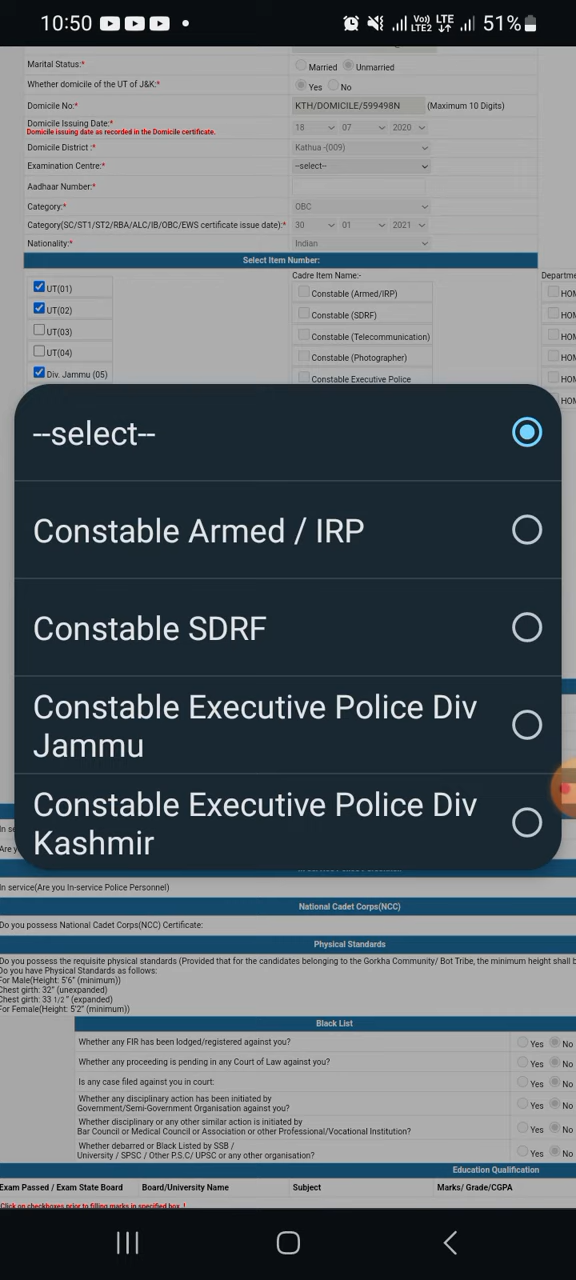 10:50
Vo) LTE
LTE2
51%
Marital Status:* Married Unmarried
Whether domicile of the UT of J&K:* Yes No
Domicile No:* KTH/DOMICILE/599498N (Maximum 10 Digits)
Domicile Issuing Date:* 18 07 2020
Domicile issuing date as recorded in the Domicile certificate.
Domicile District :* Kathua -(009)
Examination Centre:* --select--
Aadhaar Number:*
Category:* OBC
Category(SC/ST1/ST2/RBA/ALC/IB/OBC/EWS certificate issue date):* 30 01 2021
Nationality:* Indian
Select Item Number:
Cadre Item Name:- Departme
UT(01) Constable (Armed/IRP) HOM
UT(02) Constable (SDRF) HOM
UT(03) Constable (Telecommunication) HOM
UT(04) Constable (Photographer) HOM
Div. Jammu (05) Constable Executive Police HOM
HOM
--select--
Constable Armed / IRP
Constable SDRF
Constable Executive Police Div
Jammu
Constable Executive Police Div
Kashmir
In se
Are y
In service(Are you In-service Police Personnel)
National Cadet Corps(NCC)
Do you possess National Cadet Corps(NCC) Certificate:
Physical Standards
Do you possess the requisite physical standards (Provided that for the candidates belonging to the Gorkha Community/ Bot Tribe, the minimum height shall b
Do you have Physical Standards as follows:
For Male(Height: 5'6" (minimum))
Chest girth: 32" (unexpanded)
Chest girth: 33 1/2 " (expanded)
For Female(Height: 5'2" (minimum))
Black List
Whether any FIR has been lodged/registered against you? Yes No
Whether any proceeding is pending in any Court of Law against you? Yes No
Is any case filed against you in court: Yes No
Whether any disciplinary action has been initiated by
Government/Semi-Government Organisation against you? Yes No
Whether disciplinary or any other similar action is initiated by
Bar Council or Medical Council or Association or other Professional/Vocational Institution? Yes No
Whether debarred or Black Listed by SSB /
University / SPSC / Other P.S.C/ UPSC or any other organisation? Yes No
Education Qualification
Exam Passed / Exam State Board Board/University Name Subject Marks/ Grade/CGPA
Click on checkboxes prior to filling marks in specified box !